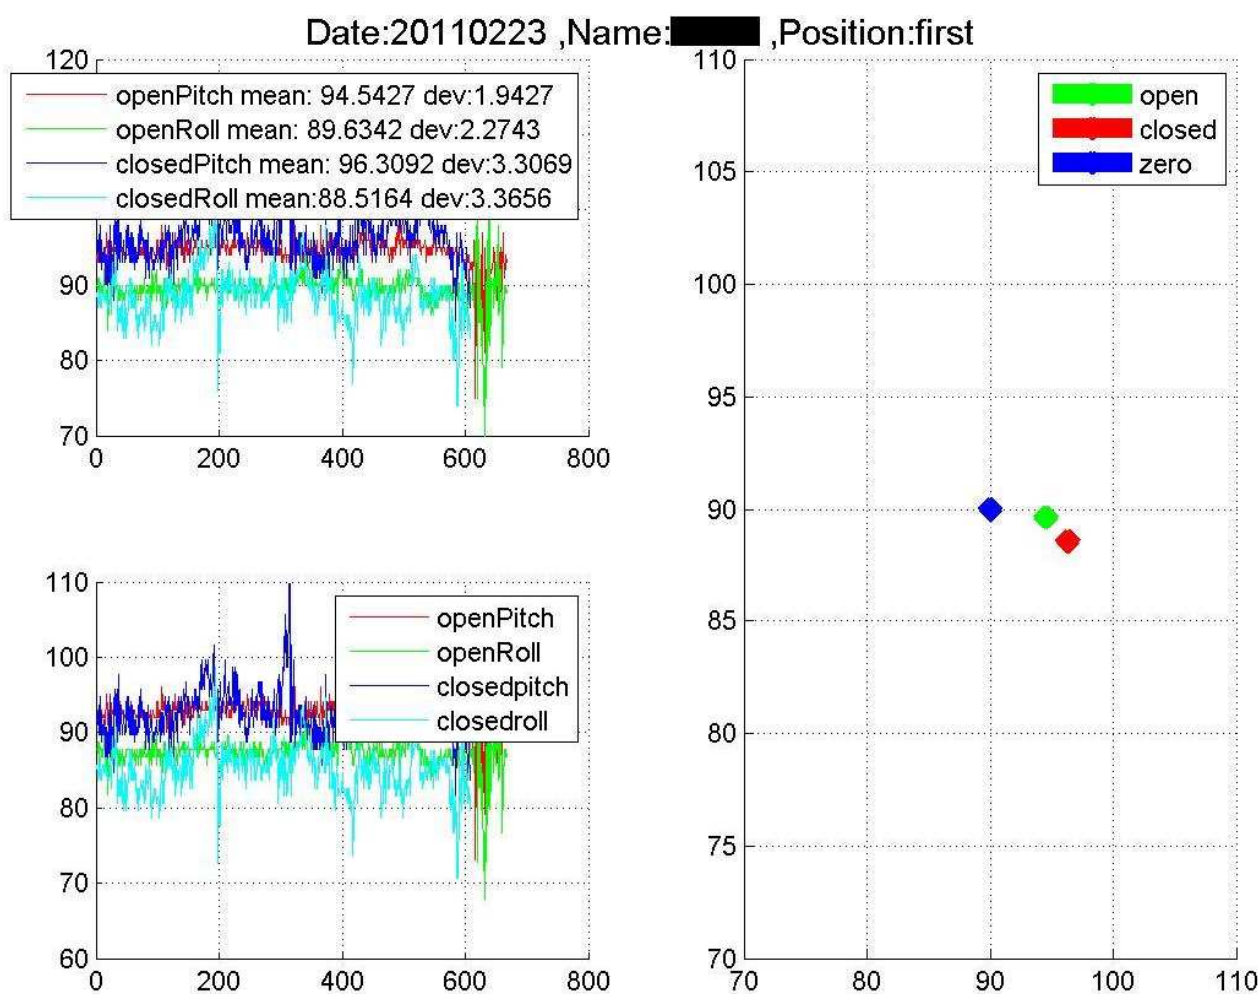 Date:20110223 ,Name: ,Position:first
120
openPitch mean: 94.5427 dev:1.9427
openRoll mean: 89.6342 dev:2.2743
closedPitch mean: 96.3092 dev:3.3069
closedRoll mean:88.5164 dev:3.3656
90
80
70
0 200 400 600 800
110
openPitch
openRoll
closedpitch
closedroll
100
90
80
70
60
0 200 400 600 800
110
open
closed
zero
105
100
95
90
85
80
75
70
70 80 90 100 110